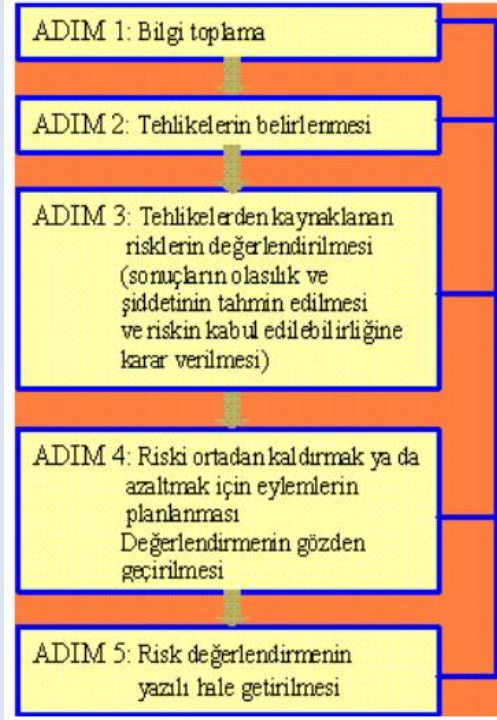 ADIM 1: Bilgi toplama
ADIM 2: Tehlikelerin belirlenmesi
ADIM 3: Tehlikelerden kaynaklanan
risklerin değerlendirilmesi
(sonuçların olasılık ve
şiddetinin tahmin edilmesi
ve riskin kabul edilebilirliğine
karar verilmesi)
ADIM 4: Riski ortadan kaldırmak ya da
azaltmak için eylemlerin
planlanması
Değerlendirmenin gözden
geçirilmesi
ADIM 5: Risk değerlendirmenin
yazılı hale getirilmesi